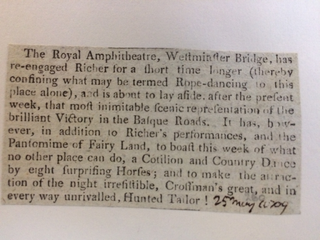 The Royal Amphitheatre, Weſtminſter Bridge, has
re-engaged Richer for a ſhort time longer (thereby
confining what may be termed Rope-dancing to this
place alone), and is about to lay aſide, after the preſent
week, that moſt inimitable ſcenic repreſentation of the
brilliant Victory in the Baſque Roads. It has, how-
ever, in addition to Richer's performances, and the
Pantomime of Fairy Land, to boaſt this week of what
no other place can do, a Cotilion and Country Dance
by eight ſurpriſing Horſes; and to make the attrac-
tion of the night irreſiſtible, Croſſman's great, and in
every way unrivalled, Hunted Tailor! 25 May